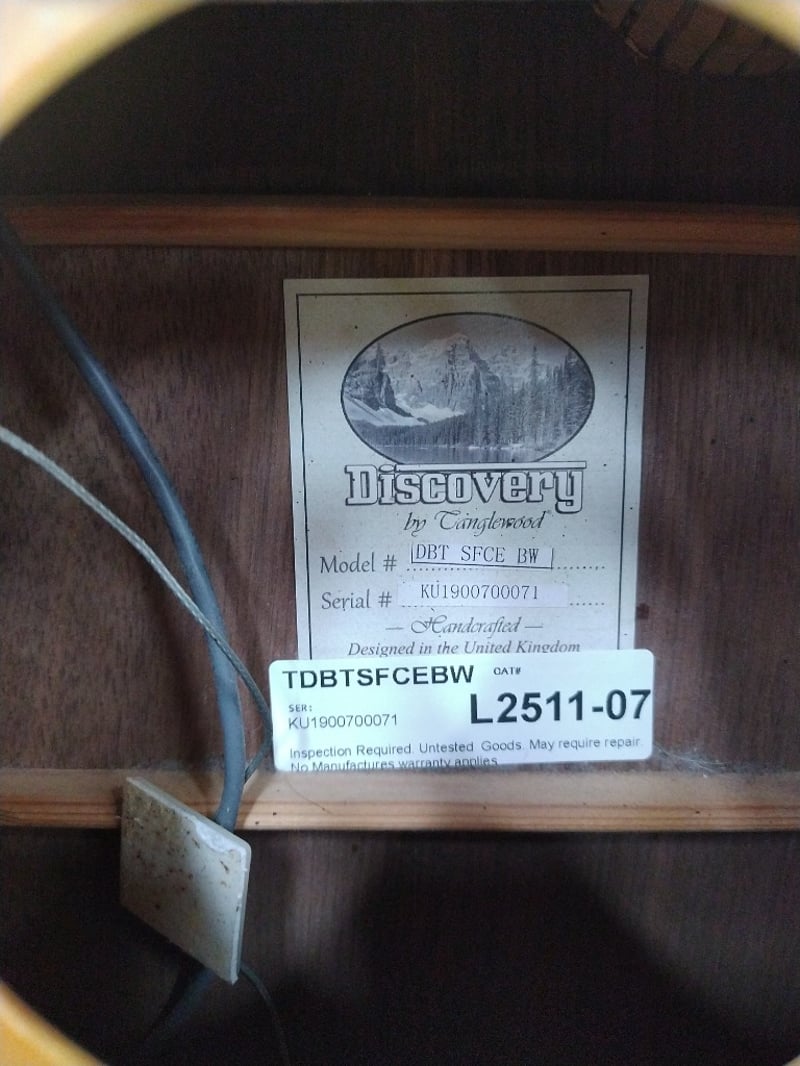 Discovery
by Tanglewood
Model # DBT SFCE BW
Serial # KU1900700071
— Handcrafted —
Designed in the United Kingdom
TDBTSFCEBW CAT#
L2511-07
SER:
KU1900700071
Inspection Required. Untested Goods. May require repair.
No Manufactures warranty applies